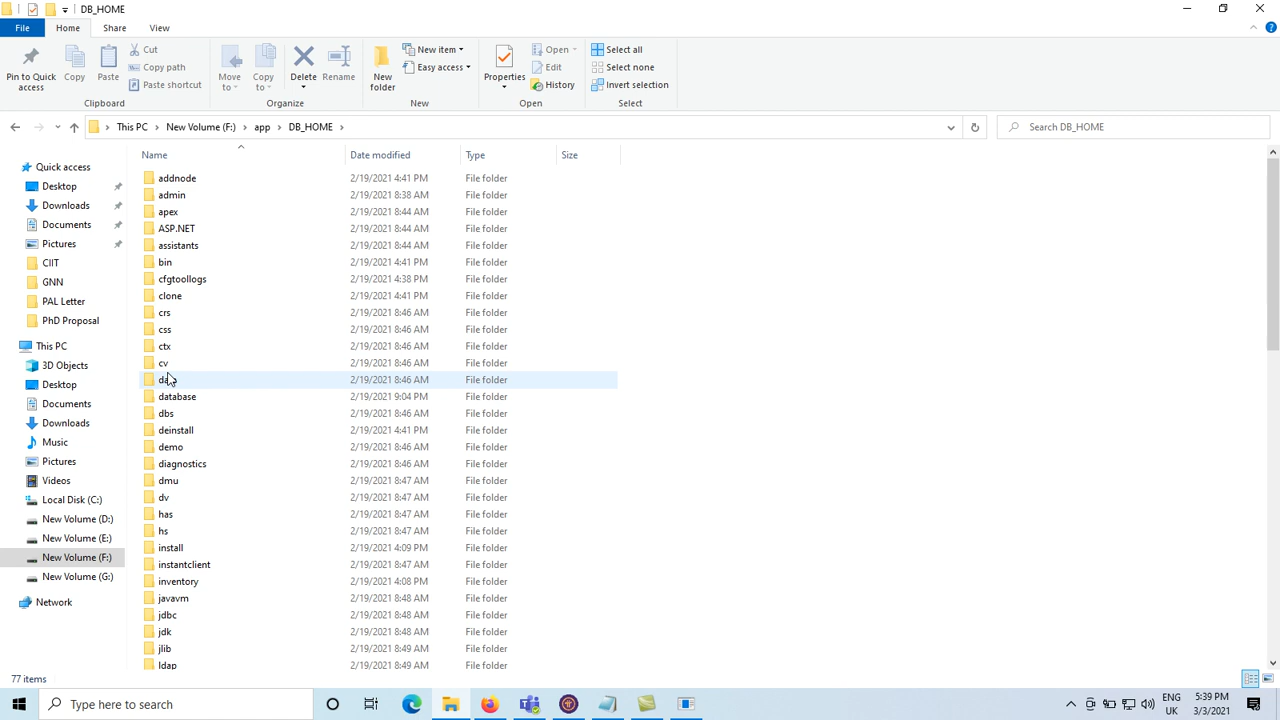 DB_HOME
File Home Share View
Pin to Quick access
Copy
Paste
Cut
Copy path
Paste shortcut
Clipboard
Move to
Copy to
Delete
Rename
Organize
New folder
New item
Easy access
New
Properties
Open
Edit
History
Open
Select all
Select none
Invert selection
Select
This PC > New Volume (F:) > app > DB_HOME >
Search DB_HOME
Quick access
Desktop
Downloads
Documents
Pictures
CIIT
GNN
PAL Letter
PhD Proposal
This PC
3D Objects
Desktop
Documents
Downloads
Music
Pictures
Videos
Local Disk (C:)
New Volume (D:)
New Volume (E:)
New Volume (F:)
New Volume (G:)
Network
Name Date modified Type Size
addnode 2/19/2021 4:41 PM File folder
admin 2/19/2021 8:38 AM File folder
apex 2/19/2021 8:44 AM File folder
ASP.NET 2/19/2021 8:44 AM File folder
assistants 2/19/2021 8:44 AM File folder
bin 2/19/2021 4:41 PM File folder
cfgtoollogs 2/19/2021 4:38 PM File folder
clone 2/19/2021 4:41 PM File folder
crs 2/19/2021 8:46 AM File folder
css 2/19/2021 8:46 AM File folder
ctx 2/19/2021 8:46 AM File folder
cv 2/19/2021 8:46 AM File folder
2/19/2021 8:46 AM File folder
database 2/19/2021 9:04 PM File folder
dbs 2/19/2021 8:46 AM File folder
deinstall 2/19/2021 4:41 PM File folder
demo 2/19/2021 8:46 AM File folder
diagnostics 2/19/2021 8:46 AM File folder
dmu 2/19/2021 8:47 AM File folder
dv 2/19/2021 8:47 AM File folder
has 2/19/2021 8:47 AM File folder
hs 2/19/2021 8:47 AM File folder
install 2/19/2021 4:09 PM File folder
instantclient 2/19/2021 8:47 AM File folder
inventory 2/19/2021 4:08 PM File folder
javavm 2/19/2021 8:48 AM File folder
jdbc 2/19/2021 8:48 AM File folder
jdk 2/19/2021 8:48 AM File folder
jlib 2/19/2021 8:49 AM File folder
ldap 2/19/2021 8:49 AM File folder
77 items
Type here to search
ENG
UK
5:39 PM
3/3/2021